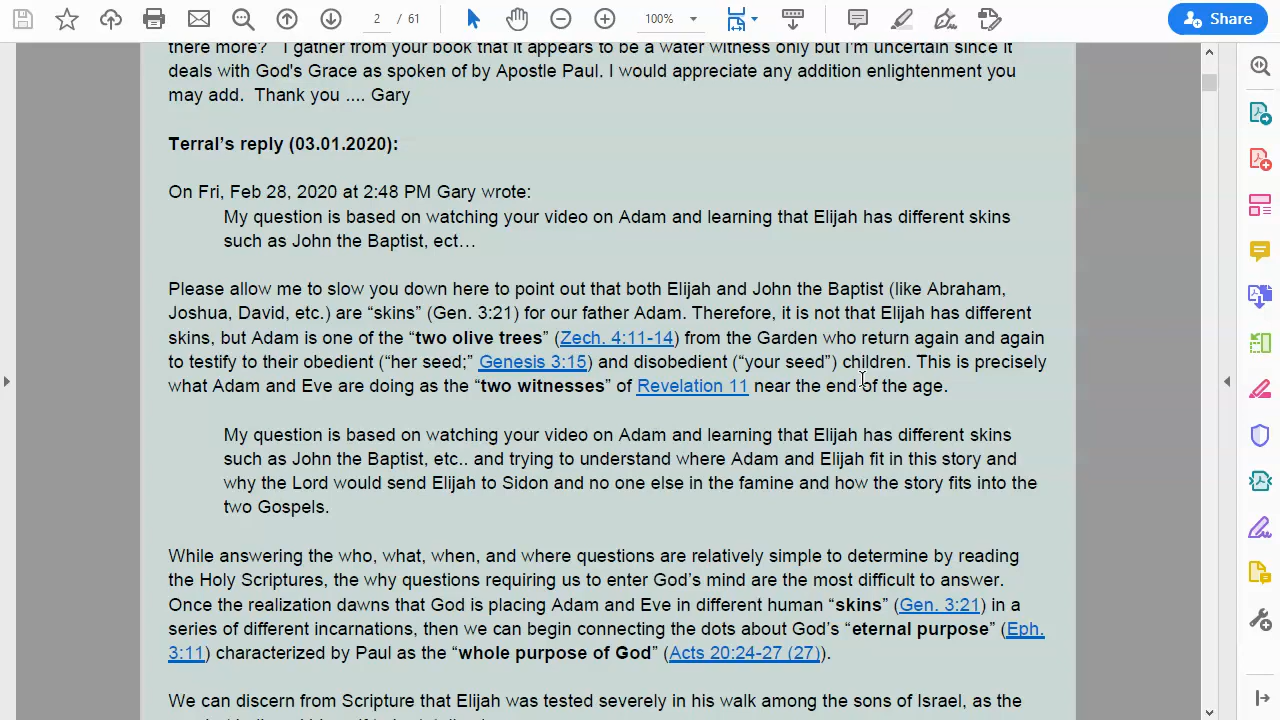 2 / 61
100%
Share
there more? I gather from your book that it appears to be a water witness only but I'm uncertain since it
deals with God's Grace as spoken of by Apostle Paul. I would appreciate any addition enlightenment you
may add. Thank you .... Gary
Terral’s reply (03.01.2020):
On Fri, Feb 28, 2020 at 2:48 PM Gary wrote:
My question is based on watching your video on Adam and learning that Elijah has different skins
such as John the Baptist, ect…
Please allow me to slow you down here to point out that both Elijah and John the Baptist (like Abraham,
Joshua, David, etc.) are “skins” (Gen. 3:21) for our father Adam. Therefore, it is not that Elijah has different
skins, but Adam is one of the “two olive trees” (Zech. 4:11-14) from the Garden who return again and again
to testify to their obedient (“her seed;” Genesis 3:15) and disobedient (“your seed”) children. This is precisely
what Adam and Eve are doing as the “two witnesses” of Revelation 11 near the end of the age.
My question is based on watching your video on Adam and learning that Elijah has different skins
such as John the Baptist, etc.. and trying to understand where Adam and Elijah fit in this story and
why the Lord would send Elijah to Sidon and no one else in the famine and how the story fits into the
two Gospels.
While answering the who, what, when, and where questions are relatively simple to determine by reading
the Holy Scriptures, the why questions requiring us to enter God’s mind are the most difficult to answer.
Once the realization dawns that God is placing Adam and Eve in different human “skins” (Gen. 3:21) in a
series of different incarnations, then we can begin connecting the dots about God’s “eternal purpose” (Eph.
3:11) characterized by Paul as the “whole purpose of God” (Acts 20:24-27 (27)).
We can discern from Scripture that Elijah was tested severely in his walk among the sons of Israel, as the